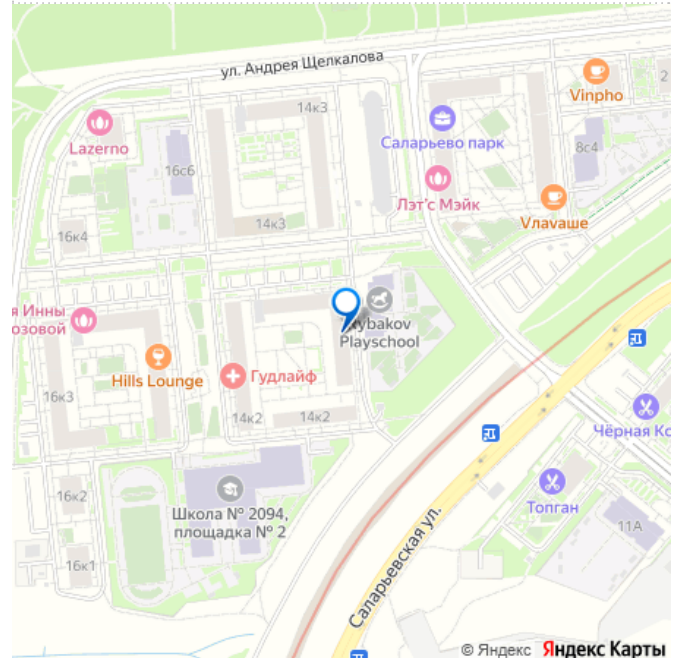 ул. Андрея Щелкалова
Vinpho
2
14к3
Lazerno
Саларьево парк
16с6
8с4
Лэт'с Мэйк
Vлаvаше
14к3
16к4
я Инны
озовой
Rybakov
Playschool
Hills Lounge
Гудлайф
16к3
14к2
14к2
Чёрная Ко
16к2
Школа № 2094,
площадка № 2
Топган
11А
16к1
Саларьевская ул.
© Яндекс Яндекс Карты